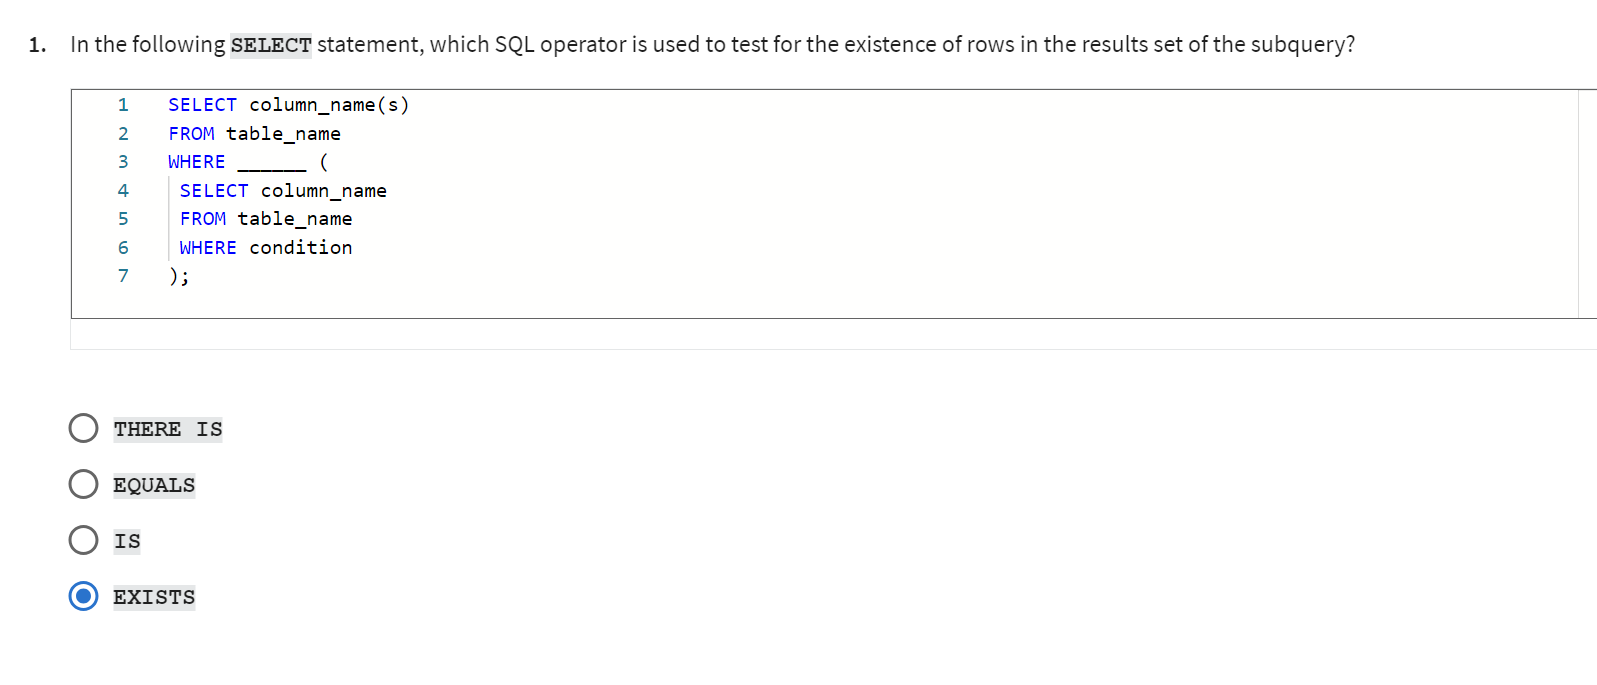 1. In the following SELECT statement, which SQL operator is used to test for the existence of rows in the results set of the subquery?
1 SELECT column_name(s)
2 FROM table_name
3 WHERE ______ (
4 SELECT column_name
5 FROM table_name
6 WHERE condition
7 );
THERE IS
EQUALS
IS
EXISTS